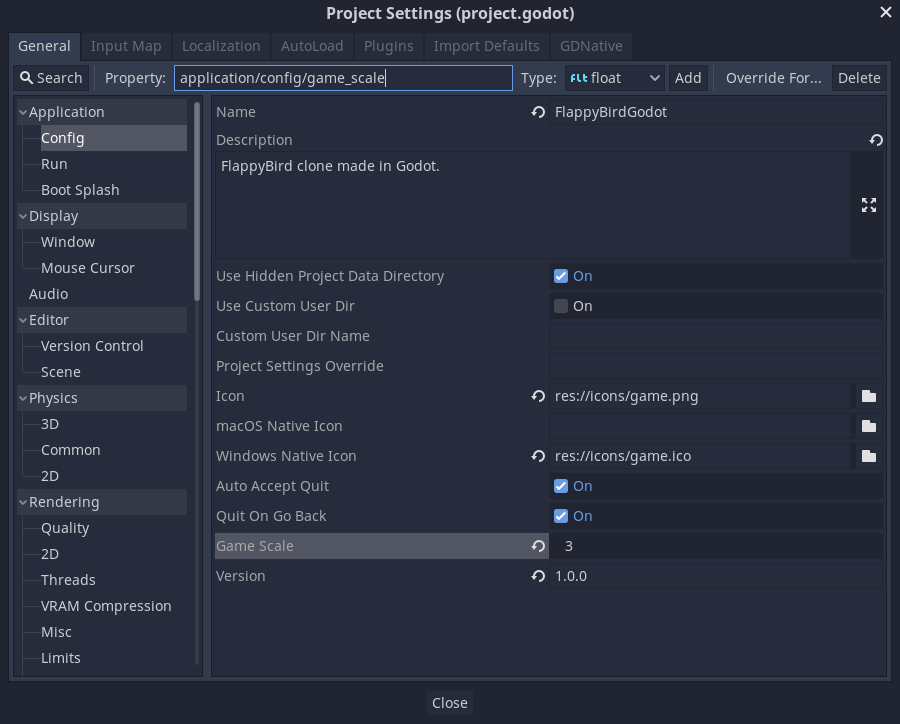 Project Settings (project.godot)
General Input Map Localization AutoLoad Plugins Import Defaults GDNative
Search Property: application/config/game_scale Type: flt float Add Override For... Delete
Application
Config
Run
Boot Splash
Display
Window
Mouse Cursor
Audio
Editor
Version Control
Scene
Physics
3D
Common
2D
Rendering
Quality
2D
Threads
VRAM Compression
Misc
Limits
Name FlappyBirdGodot
Description
FlappyBird clone made in Godot.
Use Hidden Project Data Directory On
Use Custom User Dir On
Custom User Dir Name
Project Settings Override
Icon res://icons/game.png
macOS Native Icon
Windows Native Icon res://icons/game.ico
Auto Accept Quit On
Quit On Go Back On
Game Scale 3
Version 1.0.0
Close